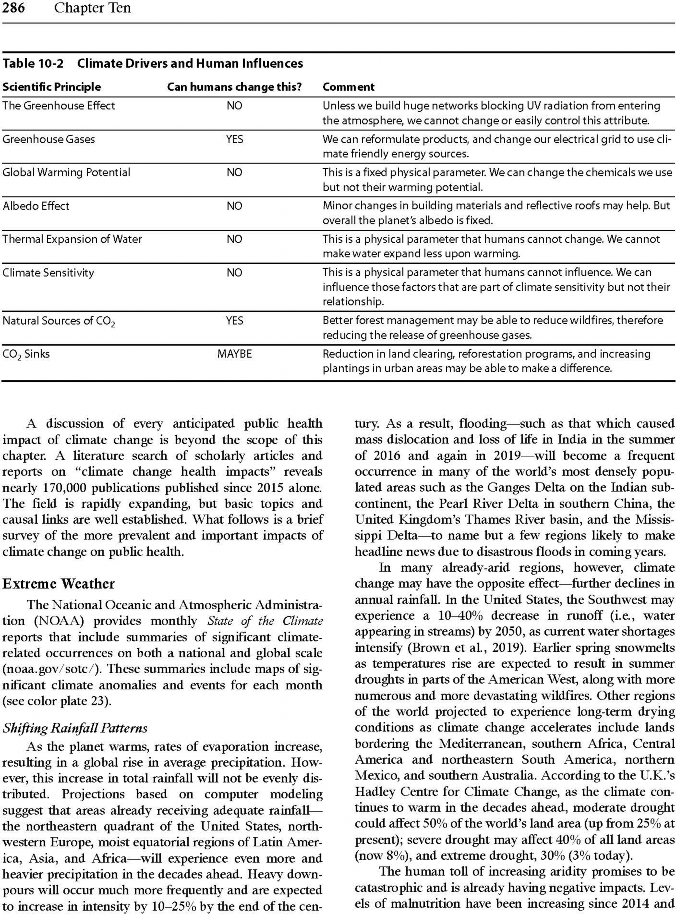 286 Chapter Ten
Table 10-2 Climate Drivers and Human Influences
Scientific Principle Can humans change this? Comment
The Greenhouse Effect NO Unless we build huge networks blocking UV radiation from entering
the atmosphere, we cannot change or easily control this attribute.
Greenhouse Gases YES We can reformulate products, and change our electrical grid to use cli-
mate friendly energy sources.
Global Warming Potential NO This is a fixed physical parameter. We can change the chemicals we use
but not their warming potential.
Albedo Effect NO Minor changes in building materials and reflective roofs may help. But
overall the planet's albedo is fixed.
Thermal Expansion of Water NO This is a physical parameter that humans cannot change. We cannot
make water expand less upon warming.
Climate Sensitivity NO This is a physical parameter that humans cannot influence. We can
influence those factors that are part of climate sensitivity but not their
relationship.
Natural Sources of CO₂ YES Better forest management may be able to reduce wildfires, therefore
reducing the release of greenhouse gases.
CO₂ Sinks MAYBE Reduction in land clearing, reforestation programs, and increasing
plantings in urban areas may be able to make a difference.
A discussion of every anticipated public health
impact of climate change is beyond the scope of this
chapter. A literature search of scholarly articles and
reports on "climate change health impacts" reveals
nearly 170,000 publications published since 2015 alone.
The field is rapidly expanding, but basic topics and
causal links are well established. What follows is a brief
survey of the more prevalent and important impacts of
climate change on public health.
Extreme Weather
The National Oceanic and Atmospheric Administra-
tion (NOAA) provides monthly State of the Climate
reports that include summaries of significant climate-
related occurrences on both a national and global scale
(noaa.gov/sotc/). These summaries include maps of sig-
nificant climate anomalies and events for each month
(see color plate 23).
Shifting Rainfall Patterns
As the planet warms, rates of evaporation increase,
resulting in a global rise in average precipitation. How-
ever, this increase in total rainfall will not be evenly dis-
tributed. Projections based on computer modeling
suggest that areas already receiving adequate rainfall—
the northeastern quadrant of the United States, north-
western Europe, moist equatorial regions of Latin Amer-
ica, Asia, and Africa—will experience even more and
heavier precipitation in the decades ahead. Heavy down-
pours will occur much more frequently and are expected
to increase in intensity by 10–25% by the end of the cen-
tury. As a result, flooding—such as that which caused
mass dislocation and loss of life in India in the summer
of 2016 and again in 2019—will become a frequent
occurrence in many of the world's most densely popu-
lated areas such as the Ganges Delta on the Indian sub-
continent, the Pearl River Delta in southern China, the
United Kingdom's Thames River basin, and the Missis-
sippi Delta—to name but a few regions likely to make
headline news due to disastrous floods in coming years.
In many already-arid regions, however, climate
change may have the opposite effect—further declines in
annual rainfall. In the United States, the Southwest may
experience a 10–40% decrease in runoff (i.e., water
appearing in streams) by 2050, as current water shortages
intensify (Brown et al., 2019). Earlier spring snowmelts
as temperatures rise are expected to result in summer
droughts in parts of the American West, along with more
numerous and more devastating wildfires. Other regions
of the world projected to experience long-term drying
conditions as climate change accelerates include lands
bordering the Mediterranean, southern Africa, Central
America and northeastern South America, northern
Mexico, and southern Australia. According to the U.K.'s
Hadley Centre for Climate Change, as the climate con-
tinues to warm in the decades ahead, moderate drought
could affect 50% of the world's land area (up from 25% at
present); severe drought may affect 40% of all land areas
(now 8%), and extreme drought, 30% (3% today).
The human toll of increasing aridity promises to be
catastrophic and is already having negative impacts. Lev-
els of malnutrition have been increasing since 2014 and